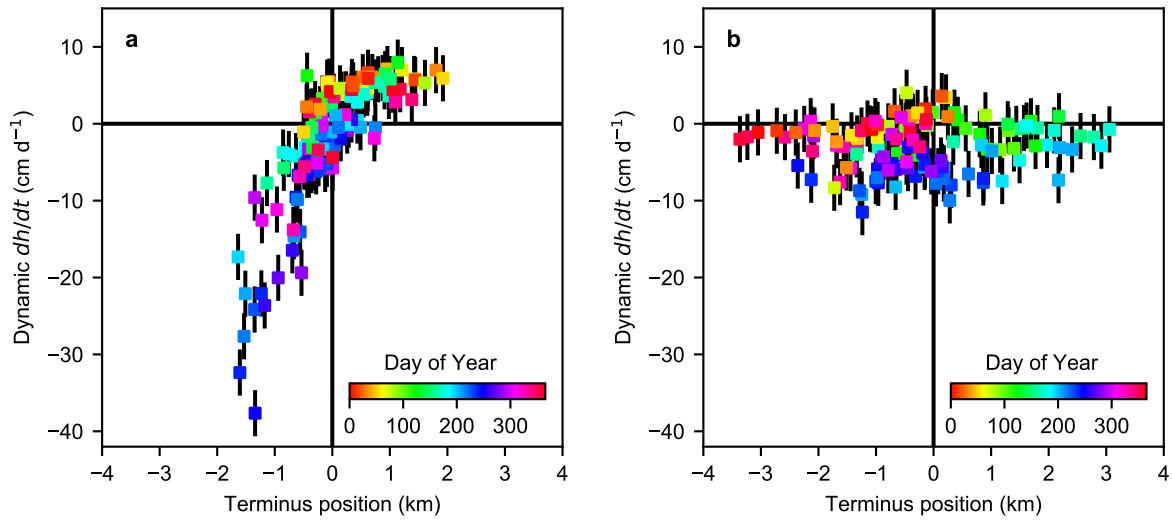 a
10
0
−10
−20
−30
−40
Dynamic dh/dt (cm d⁻¹)
Day of Year
0 100 200 300
−4 −3 −2 −1 0 1 2 3 4
Terminus position (km)
b
10
0
−10
−20
−30
−40
Dynamic dh/dt (cm d⁻¹)
Day of Year
0 100 200 300
−4 −3 −2 −1 0 1 2 3 4
Terminus position (km)